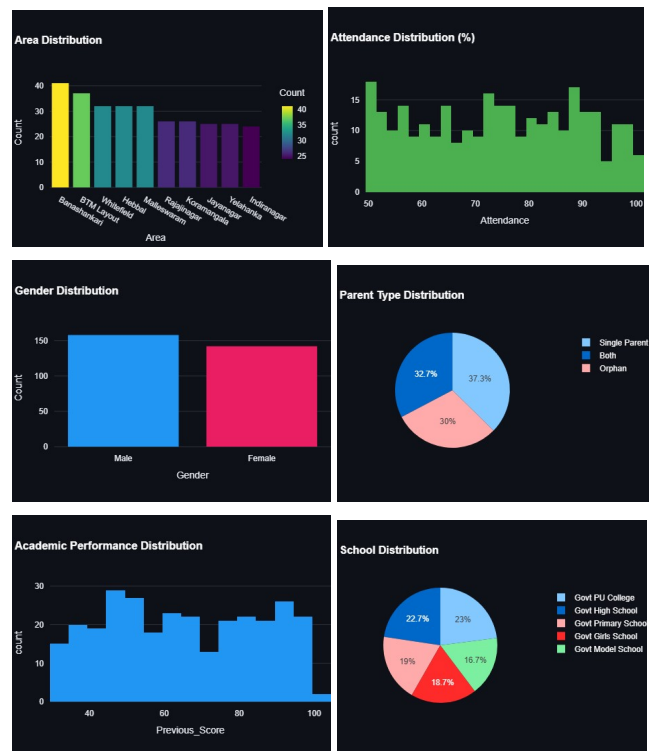 Area Distribution
Count
40
30
20
10
0
Banashankari
BTM Layout
Whitefield
Hebbal
Malleswaram
Rajajinagar
Koramangala
Jayanagar
Yelahanka
Indiranagar
Area
Count
40
35
30
25
Attendance Distribution (%)
count
15
10
5
0
50
60
70
80
90
100
Attendance
Gender Distribution
Count
150
100
50
0
Male
Female
Gender
Parent Type Distribution
32.7%
37.3%
30%
Single Parent
Both
Orphan
Academic Performance Distribution
count
30
20
10
0
40
60
80
100
Previous_Score
School Distribution
22.7%
23%
19%
16.7%
18.7%
Govt PU College
Govt High School
Govt Primary School
Govt Girls School
Govt Model School